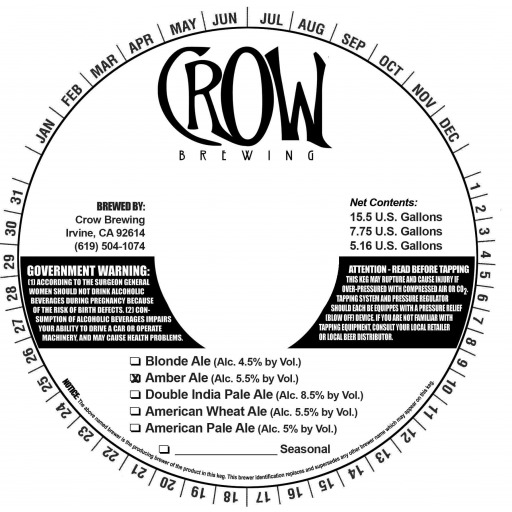 JAN FEB MAR APR MAY JUN JUL AUG SEP OCT NOV DEC
CROW
BREWING
BREWED BY:
Crow Brewing
Irvine, CA 92614
(619) 504-1074
Net Contents:
15.5 U.S. Gallons
7.75 U.S. Gallons
5.16 U.S. Gallons
GOVERNMENT WARNING:
(1) ACCORDING TO THE SURGEON GENERAL
WOMEN SHOULD NOT DRINK ALCOHOLIC
BEVERAGES DURING PREGNANCY BECAUSE
OF THE RISK OF BIRTH DEFECTS. (2) CON-
SUMPTION OF ALCOHOLIC BEVERAGES IMPAIRS
YOUR ABILITY TO DRIVE A CAR OR OPERATE
MACHINERY, AND MAY CAUSE HEALTH PROBLEMS.
ATTENTION - READ BEFORE TAPPING
THIS KEG MAY RUPTURE AND CAUSE INJURY IF
OVER-PRESSURED WITH COMPRESSED AIR OR CO2.
TAPPING SYSTEM AND PRESSURE REGULATOR
SHOULD EACH BE EQUIPPES WITH A PRESSURE RELIEF
(BLOW OFF) DEVICE. IF YOU ARE NOT FAMILIAR WITH
TAPPING EQUIPMENT, CONSULT YOUR LOCAL RETAILER
OR LOCAL BEER DISTRIBUTOR.
Blonde Ale (Alc. 4.5% by Vol.)
Amber Ale (Alc. 5.5% by Vol.)
Double India Pale Ale (Alc. 8.5% by Vol.)
American Wheat Ale (Alc. 5.5% by Vol.)
American Pale Ale (Alc. 5% by Vol.)
Seasonal
NOTICE: The above named brewer is the producing brewer of the product in this keg. This brewer identification replaces and supersedes any other brewer name which may appear on this keg.
1 2 3 4 5 6 7 8 9 10 11 12 13 14 15 16 17 18 19 20 21 22 23 24 25 26 27 28 29 30 31